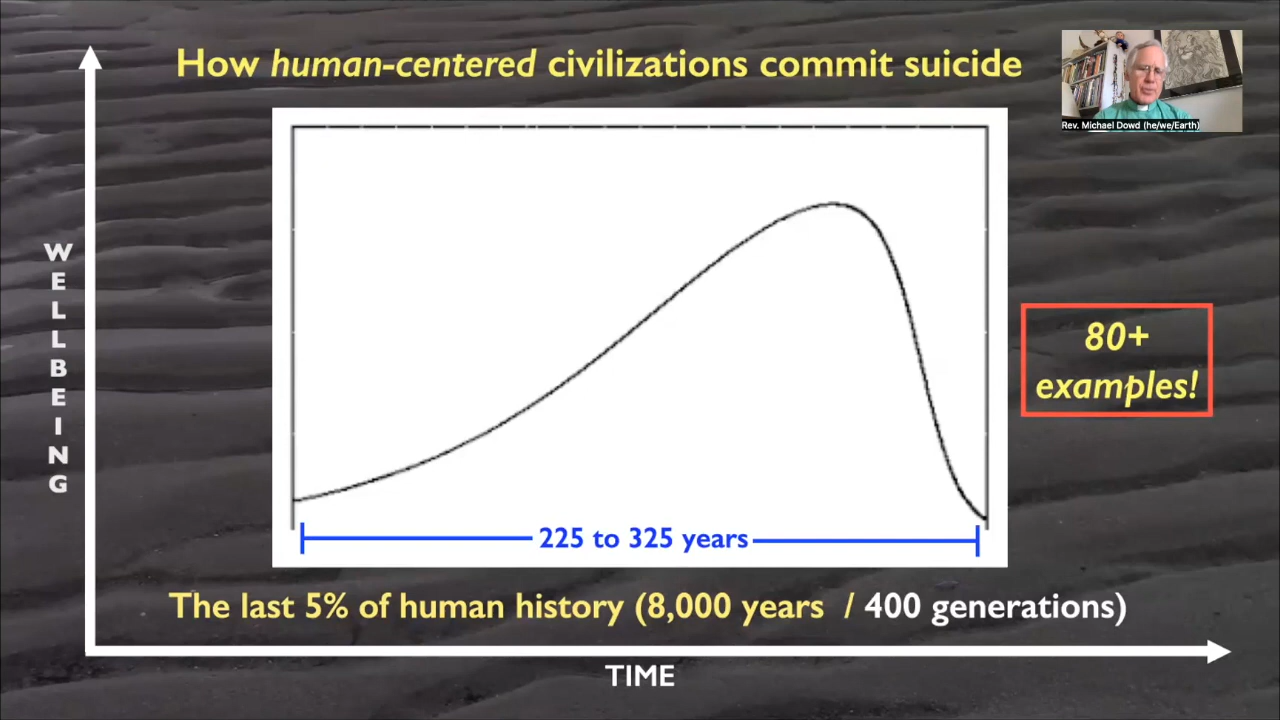 How human-centered civilizations commit suicide
Rev. Michael Dowd (he/we/Earth)
WELLBEING
80+
examples!
225 to 325 years
The last 5% of human history (8,000 years / 400 generations)
TIME